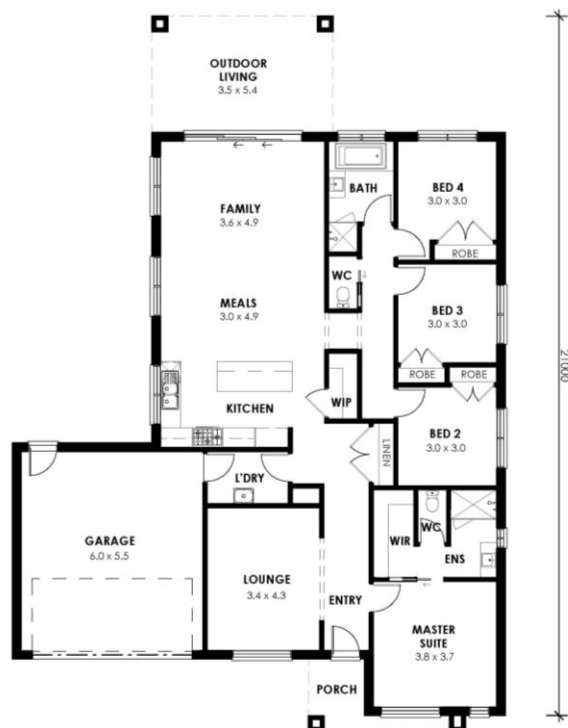 OUTDOOR
LIVING
3.5 x 5.4
FAMILY
3.6 x 4.9
BATH
BED 4
3.0 x 3.0
ROBE
WC
MEALS
3.0 x 4.9
BED 3
3.0 x 3.0
ROBE
ROBE
21000
KITCHEN
WIP
BED 2
3.0 x 3.0
LINEN
L'DRY
GARAGE
6.0 x 5.5
LOUNGE
3.4 x 4.3
WIR
WC
ENS
ENTRY
MASTER
SUITE
3.8 x 3.7
PORCH